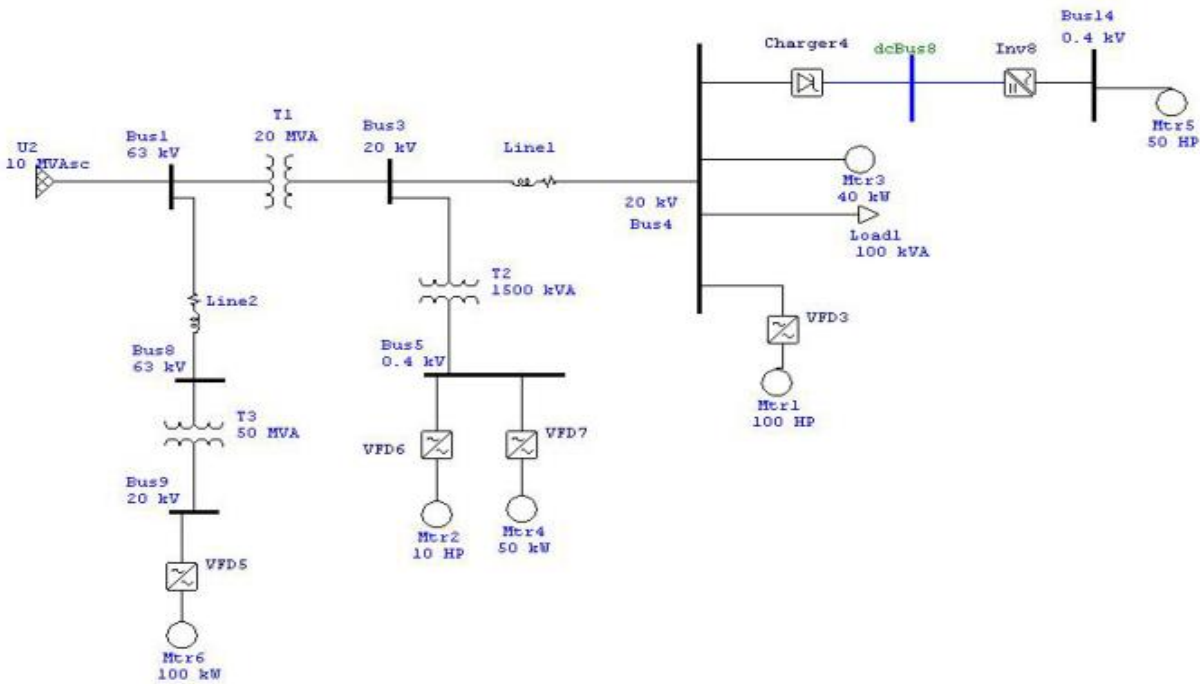 Bus14
0.4 kV
Charger4
dcBus8
Inv8
Mtr5
50 HP
T1
20 MVA
Bus3
20 kV
Line1
Bus1
63 kV
U2
10 MVAsc
Mtr3
40 kW
20 kV
Bus4
Load1
100 kVA
T2
1500 kVA
Line2
VFD3
Bus5
0.4 kV
Bus8
63 kV
Mtr1
100 HP
T3
50 MVA
VFD6
VFD7
Bus9
20 kV
Mtr2
10 HP
Mtr4
50 kW
VFD5
Mtr6
100 kW